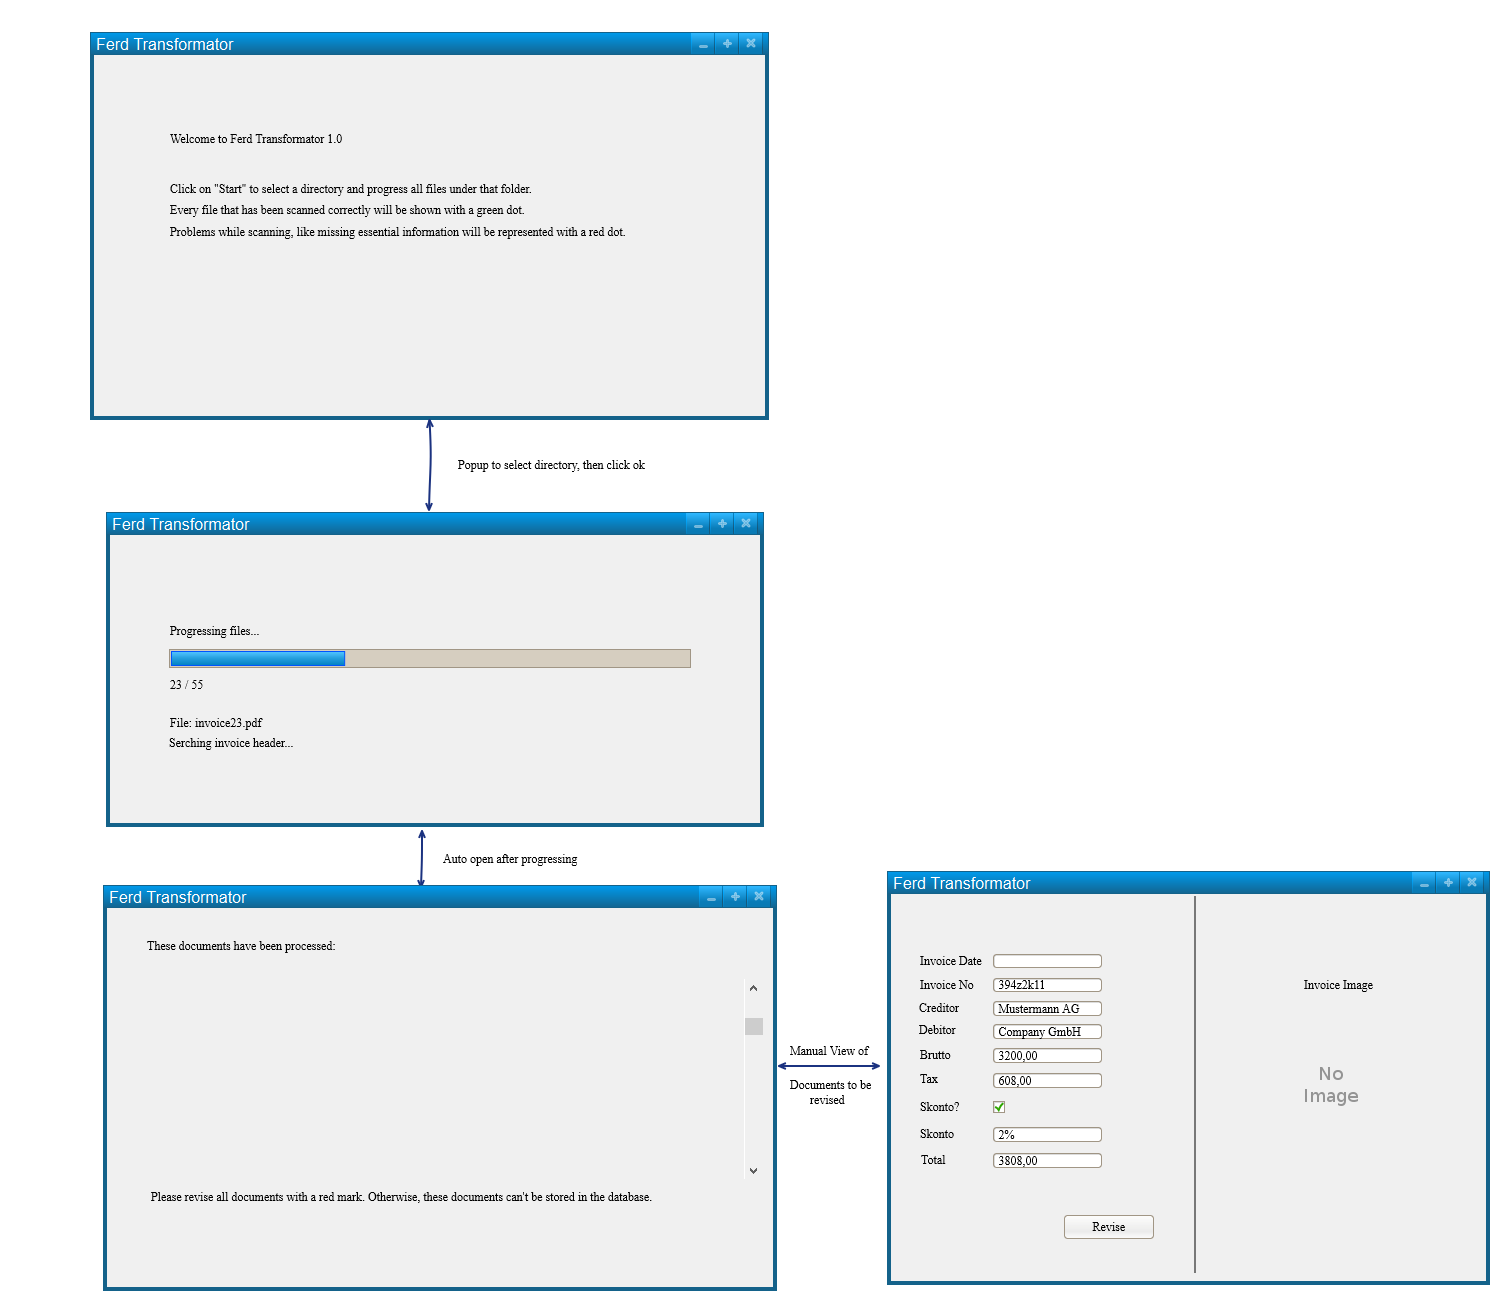 Ferd Transformator
Welcome to Ferd Transformator 1.0
Click on "Start" to select a directory and progress all files under that folder.
Every file that has been scanned correctly will be shown with a green dot.
Problems while scanning, like missing essential information will be represented with a red dot.
Popup to select directory, then click ok
Ferd Transformator
Progressing files...
23 / 55
File: invoice23.pdf
Serching invoice header...
Auto open after progressing
Ferd Transformator
These documents have been processed:
Please revise all documents with a red mark. Otherwise, these documents can't be stored in the database.
Manual View of
Documents to be
revised
Ferd Transformator
Invoice Date
Invoice No 394z2k11
Creditor Mustermann AG
Debitor Company GmbH
Brutto 3200,00
Tax 608,00
Skonto?
Skonto 2%
Total 3808,00
Revise
Invoice Image
No
Image